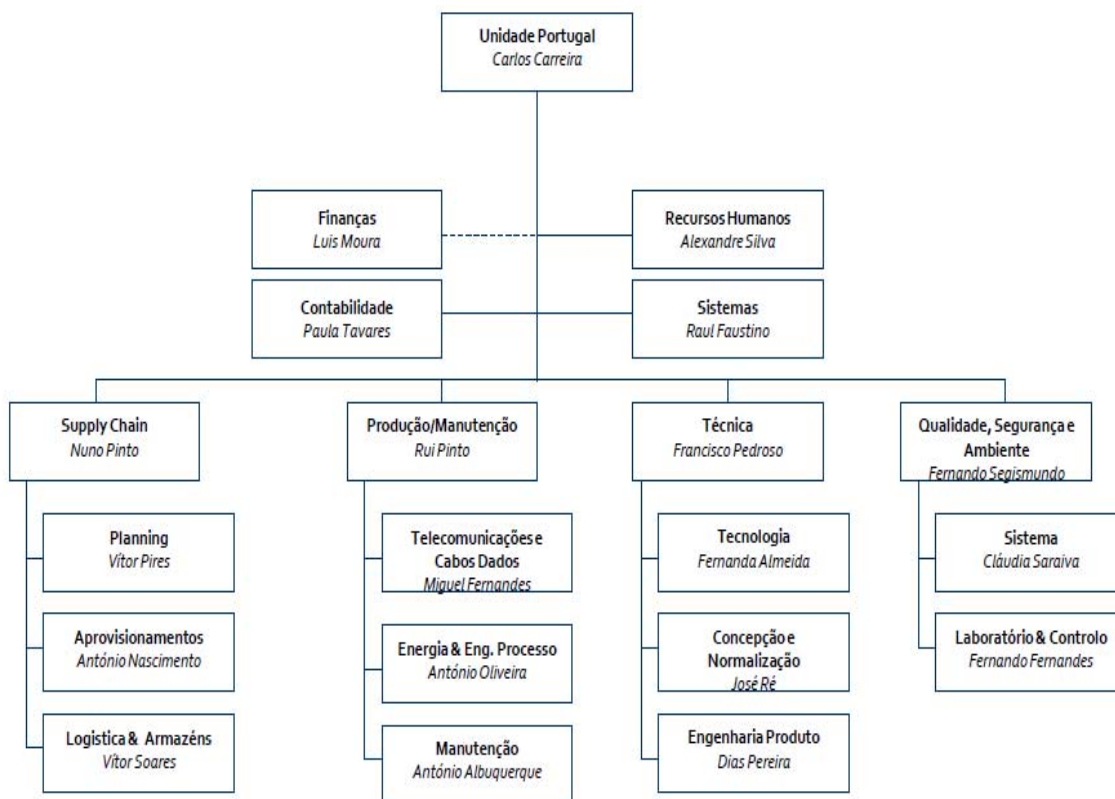 Unidade Portugal
Carlos Carreira
Finanças
Luis Moura
Recursos Humanos
Alexandre Silva
Contabilidade
Paula Tavares
Sistemas
Raul Faustino
Supply Chain
Nuno Pinto
Produção/Manutenção
Rui Pinto
Técnica
Francisco Pedroso
Qualidade, Segurança e
Ambiente
Fernando Segismundo
Planning
Vítor Pires
Telecomunicações e
Cabos Dados
Miguel Fernandes
Tecnologia
Fernanda Almeida
Sistema
Cláudia Saraiva
Aprovisionamentos
António Nascimento
Energia & Eng. Processo
António Oliveira
Concepção e
Normalização
José Ré
Laboratório & Controlo
Fernando Fernandes
Logistica & Armazéns
Vítor Soares
Manutenção
António Albuquerque
Engenharia Produto
Dias Pereira